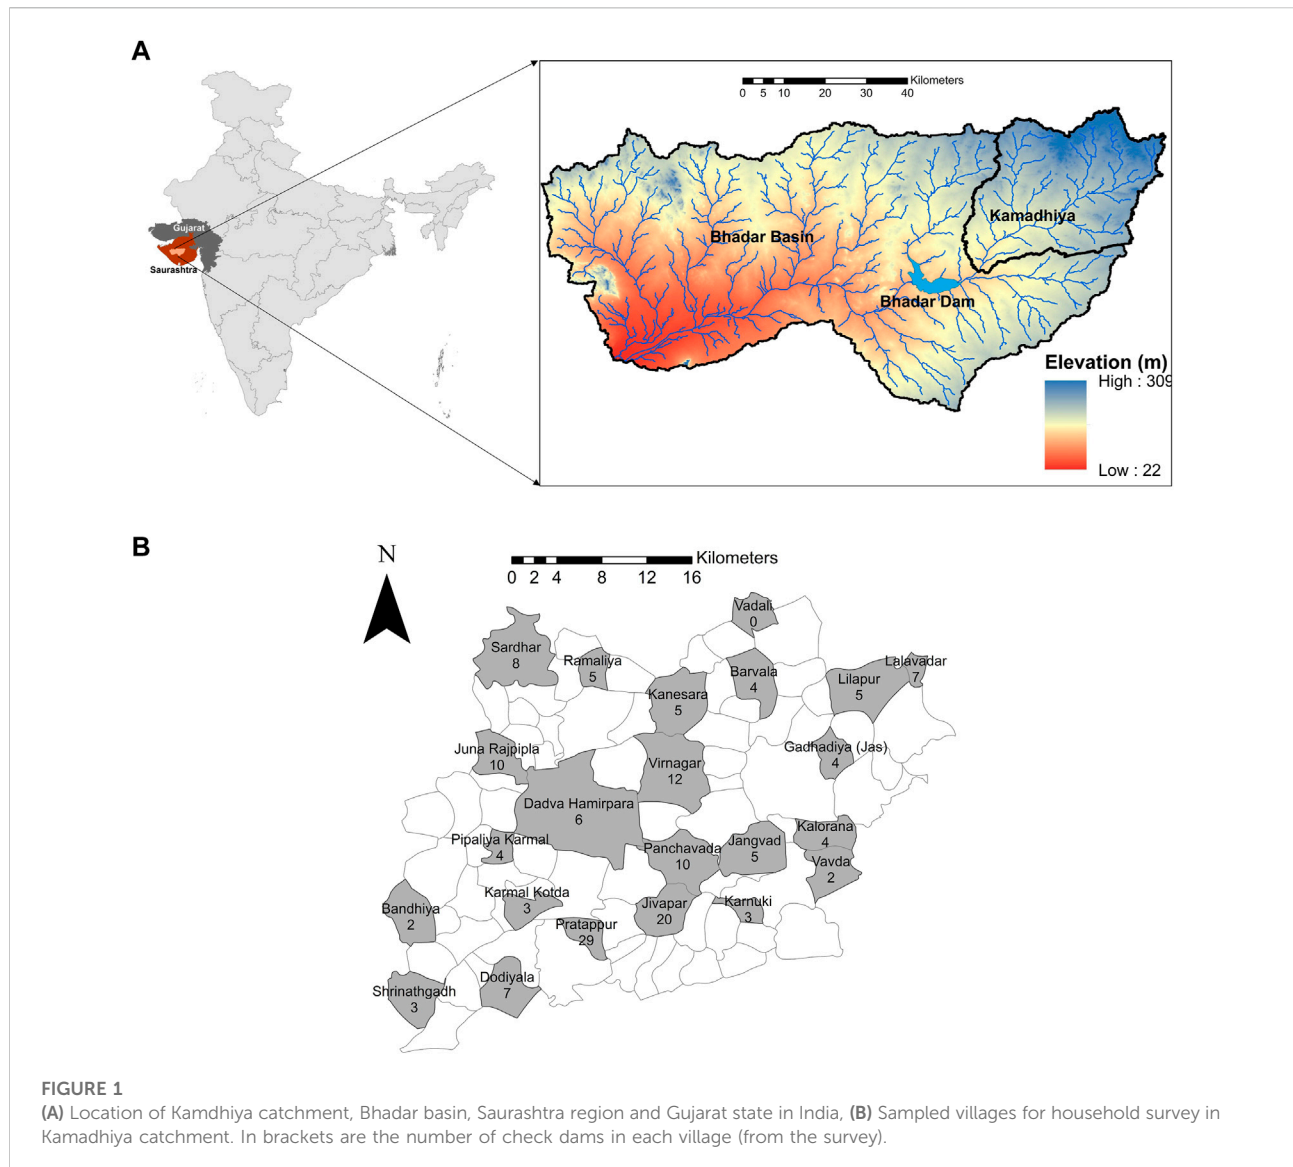 A
Gujarat
Saurashtra
Kilometers
0 5 10 20 30 40
Kamadhiya
Bhadar Basin
Bhadar Dam
Elevation (m)
High : 309
Low : 22
B
N
Kilometers
0 2 4 8 12 16
Vadali
0
Sardhar
8
Ramaliya
5
Barvala
4
Lalavadar
7
Lilapur
5
Kanesara
5
Juna Rajpipla
10
Virnagar
12
Gadhadiya (Jas)
4
Dadva Hamirpara
6
Pipaliya Karmal
4
Panchavada
10
Jangvad
5
Kalorana
4
Vavda
2
Bandhiya
2
Karmal Kotda
3
Pratappur
29
Jivapar
20
Karnuki
3
Shrinathgadh
3
Dodiyala
7
FIGURE 1
(A) Location of Kamdhiya catchment, Bhadar basin, Saurashtra region and Gujarat state in India, (B) Sampled villages for household survey in
Kamadhiya catchment. In brackets are the number of check dams in each village (from the survey).